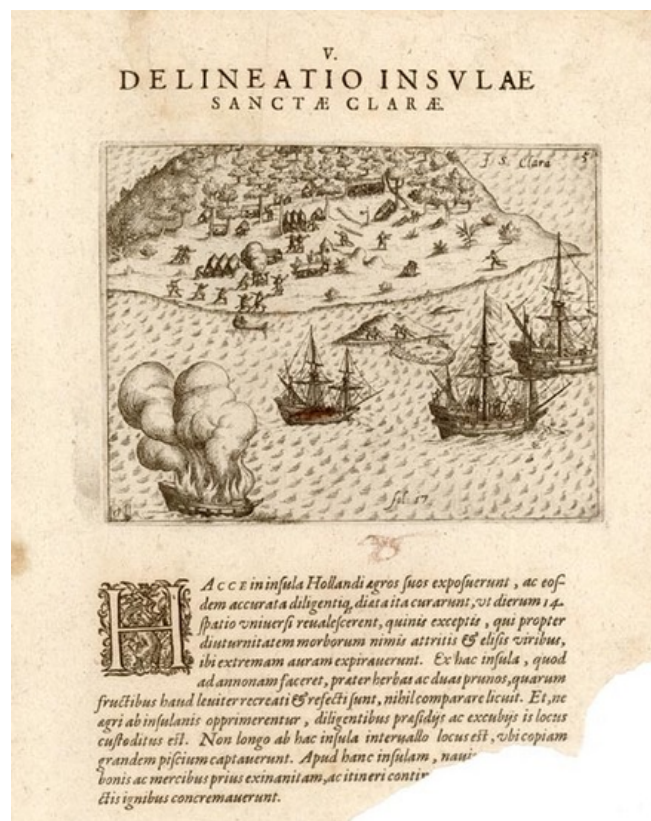 V.
DELINEATIO INSVLAE
SANCTÆ CLARÆ.
I. S. Clara 5
fol. 17
HACCE in inſula Hollandi ægros ſuos expoſuerunt, ac eoſ-
dem accurata diligentiq, diæta ita curarunt, vt dierum 14.
ſpatio vniuerſi reualeſcerent, quinis exceptis, qui propter
diuturnitatem morborum nimis attritis & eliſis viribus,
ibi extremam auram expirauerunt. Ex hac inſula, quod
ad annonam faceret, præter herbas ac duas prunos, quarum
fructibus haud leuiter recreati & refecti ſunt, nihil comparare licuit. Et, ne
ægri ab inſulanis opprimerentur, diligentibus præſidijs ac excubijs is locus
cuſtoditus eſt. Non longo ab hac inſula interuallo locus eſt, vbi copiam
grandem piſcium captauerunt. Apud hanc inſulam,
bonis ac mercibus prius exinanitam, ac itineri
ctis ignibus concremauerunt.